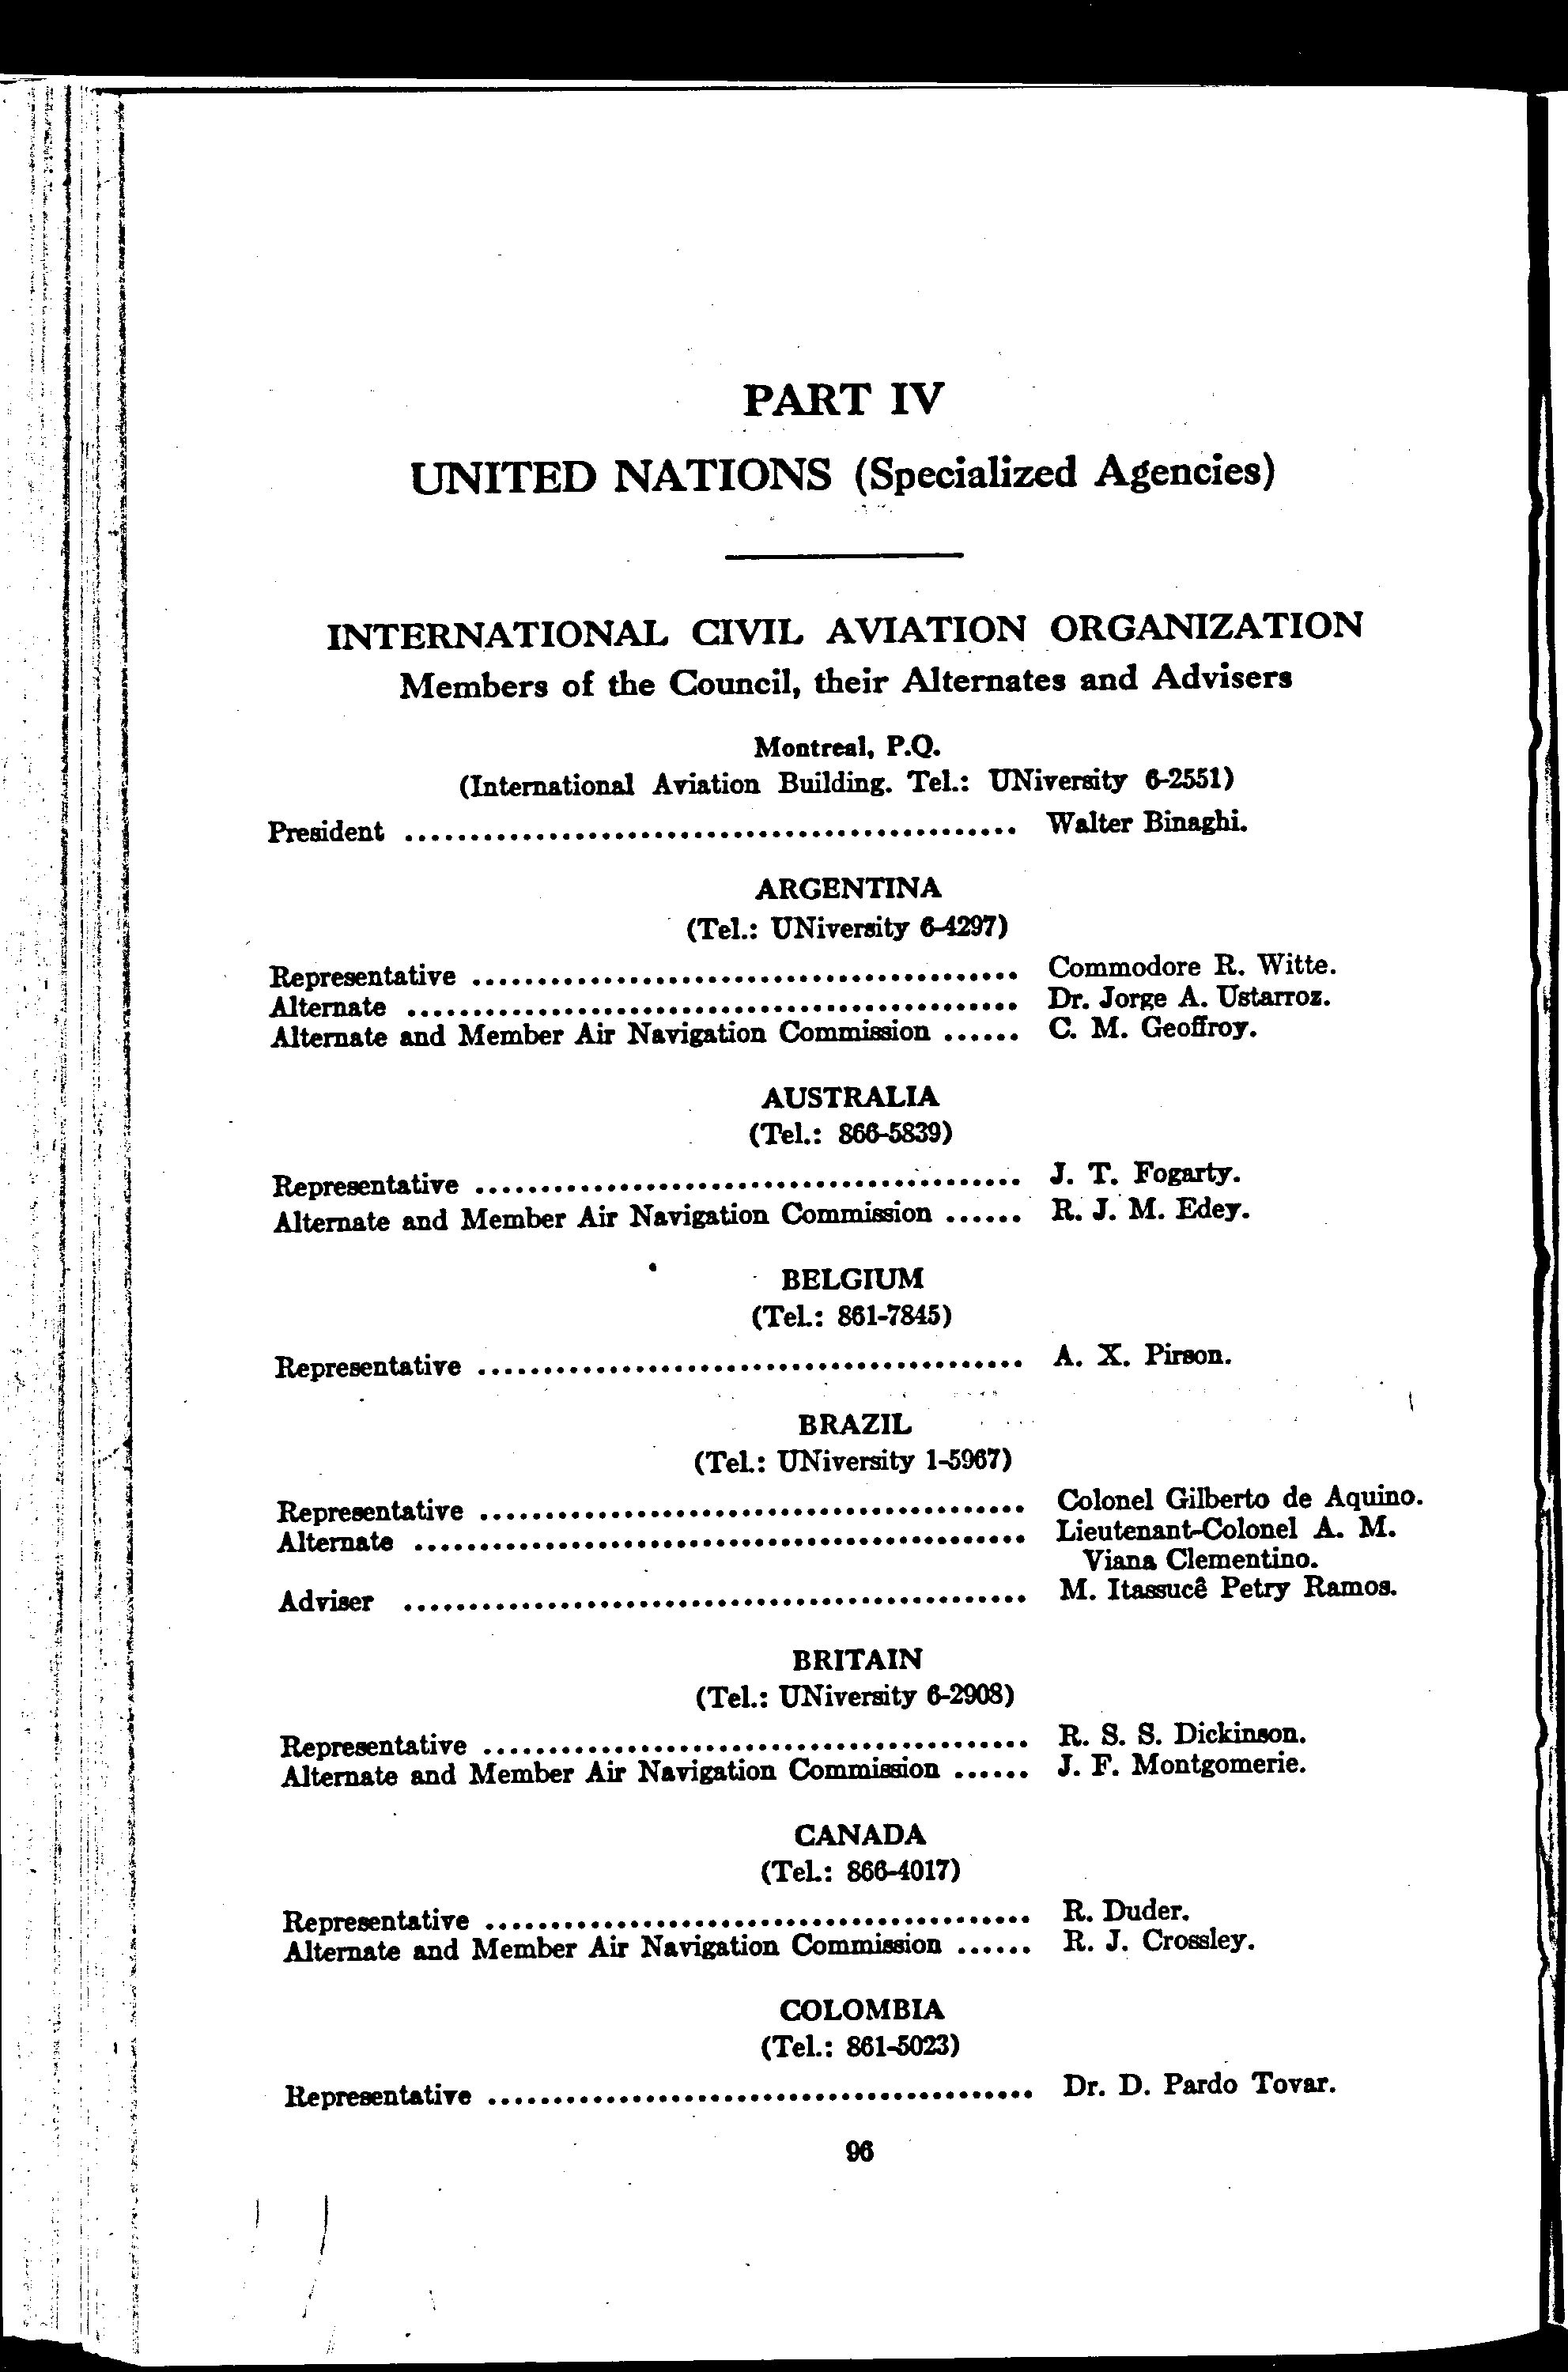 PART IV
UNITED NATIONS (Specialized Agencies)
INTERNATIONAL CIVIL AVIATION ORGANIZATION
Members of the Council, their Alternates and Advisers
Montreal, P.Q.
(International Aviation Building. Tel.: UNiversity 6-2551)
President .............................................. Walter Binaghi.
ARGENTINA
(Tel.: UNiversity 6-4297)
Representative .......................................... Commodore R. Witte.
Alternate ............................................... Dr. Jorge A. Ustarroz.
Alternate and Member Air Navigation Commission ...... C. M. Geoffroy.
AUSTRALIA
(Tel.: 866-5839)
Representative .......................................... J. T. Fogarty.
Alternate and Member Air Navigation Commission ...... R. J. M. Edey.
BELGIUM
(Tel.: 861-7845)
Representative .......................................... A. X. Pirson.
BRAZIL
(Tel.: UNiversity 1-5967)
Representative .......................................... Colonel Gilberto de Aquino.
Alternate ............................................... Lieutenant-Colonel A. M.
Viana Clementino.
Adviser ................................................ M. Itassucê Petry Ramos.
BRITAIN
(Tel.: UNiversity 6-2908)
Representative .......................................... R. S. S. Dickinson.
Alternate and Member Air Navigation Commission ...... J. F. Montgomerie.
CANADA
(Tel.: 866-4017)
Representative .......................................... R. Duder.
Alternate and Member Air Navigation Commission ...... R. J. Crossley.
COLOMBIA
(Tel.: 861-5023)
Representative .......................................... Dr. D. Pardo Tovar.
96